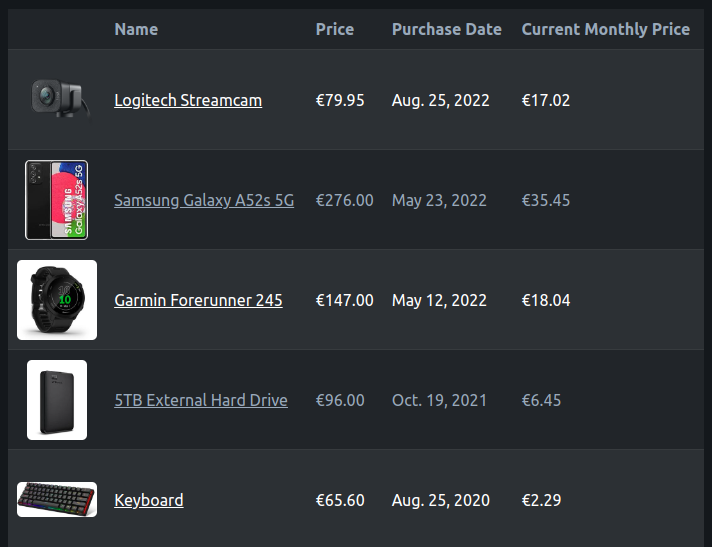 Name Price Purchase Date Current Monthly Price
Logitech Streamcam €79.95 Aug. 25, 2022 €17.02
SAMSUNG
Galaxy A52s 5G
Samsung Galaxy A52s 5G €276.00 May 23, 2022 €35.45
10
Garmin Forerunner 245 €147.00 May 12, 2022 €18.04
5TB External Hard Drive €96.00 Oct. 19, 2021 €6.45
Keyboard €65.60 Aug. 25, 2020 €2.29